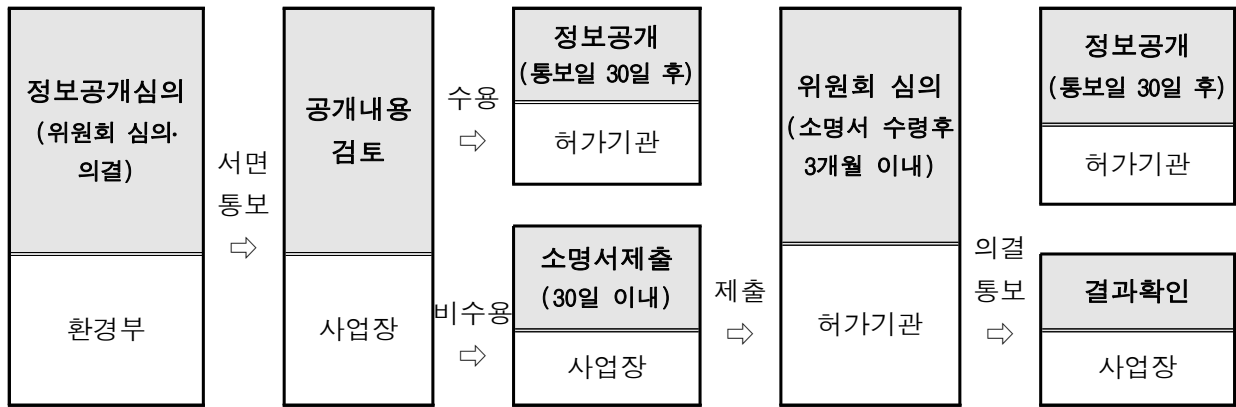 정보공개심의
(위원회 심의·
의결)
환경부
서면
통보
⇨
공개내용
검토
사업장
수용
⇨
정보공개
(통보일 30일 후)
허가기관
비수용
⇨
소명서제출
(30일 이내)
사업장
제출
⇨
위원회 심의
(소명서 수령후
3개월 이내)
허가기관
의결
통보
⇨
정보공개
(통보일 30일 후)
허가기관
결과확인
사업장